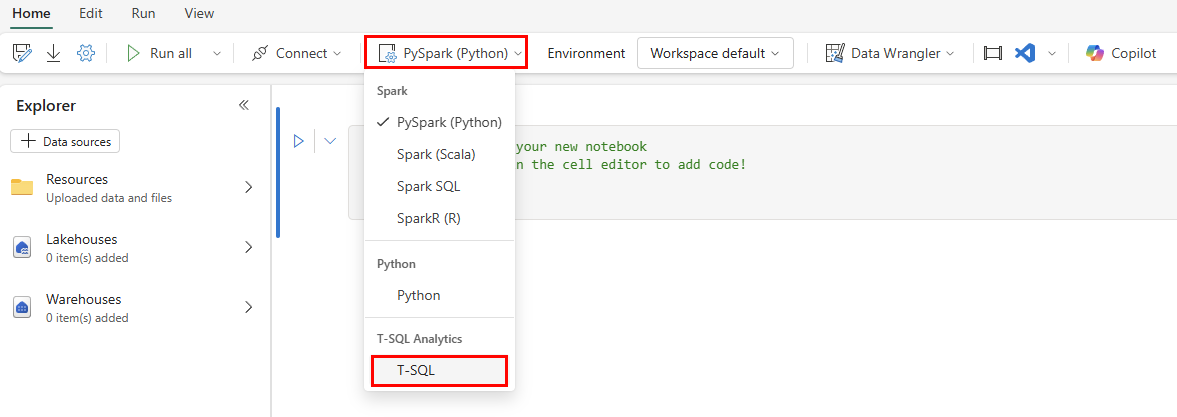 Home Edit Run View
Run all Connect PySpark (Python) Environment Workspace default Data Wrangler Copilot
Explorer
Data sources
Resources
Uploaded data and files
Lakehouses
0 item(s) added
Warehouses
0 item(s) added
Spark
PySpark (Python)
Spark (Scala)
Spark SQL
SparkR (R)
Python
Python
T-SQL Analytics
T-SQL
your new notebook
n the cell editor to add code!